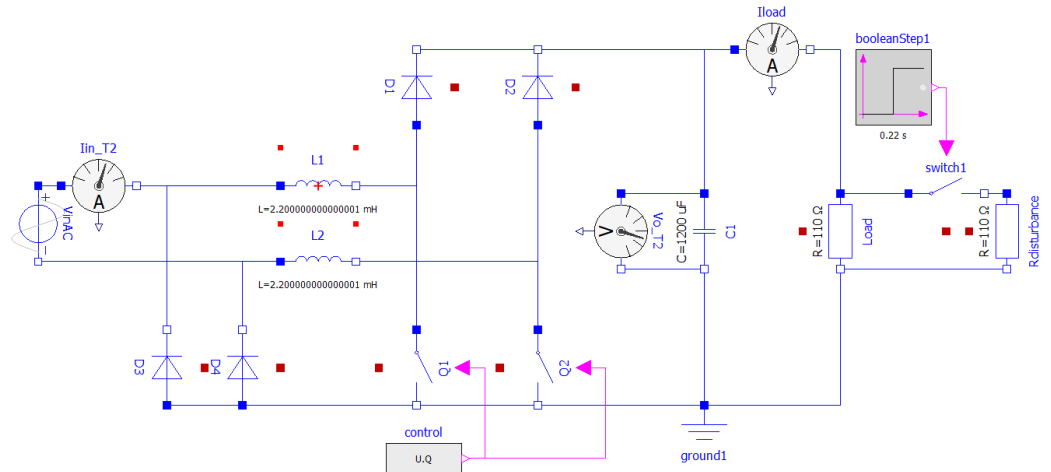 Iload
A
booleanStep1
0.22 s
switch1
D1
D2
Iin_T2
A
VinAC
+
−
L1
L=2.200000000000001 mH
L2
L=2.200000000000001 mH
V
Vo_T2
C=1200 uF
C1
R=110 Ω
Load
R=110 Ω
Rdisturbance
D3
D4
Q1
Q2
control
U.Q
ground1